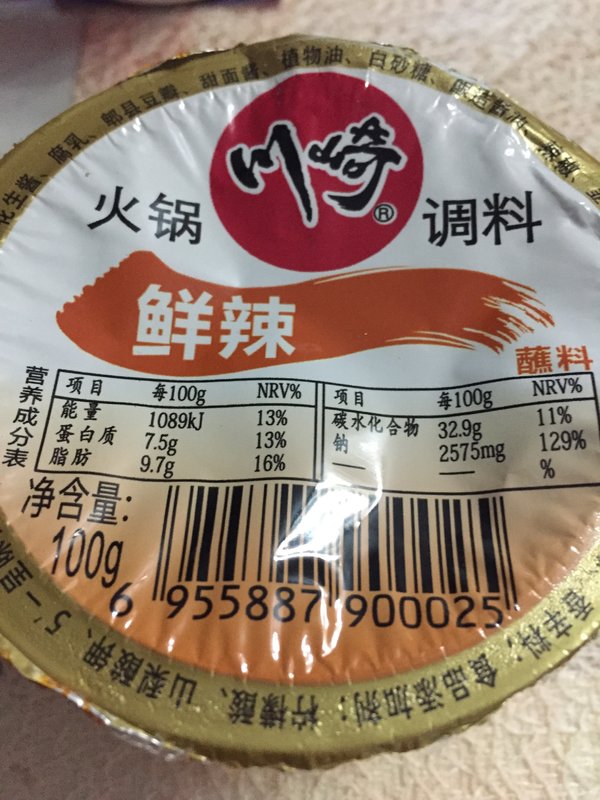 花生酱、腐乳、郫县豆瓣、甜面酱、植物油、白砂糖、
川崎®
火锅 调料
鲜辣
蘸料
营养成分表
项目 每100g NRV%
能量 1089kJ 13%
蛋白质 7.5g 13%
脂肪 9.7g 16%
项目 每100g NRV%
碳水化合物 32.9g 11%
钠 2575mg 129%
—— —— %
净含量:
100g
6 955887 900025
香辛料;食品添加剂:柠檬酸、山梨酸钾、5'-呈味